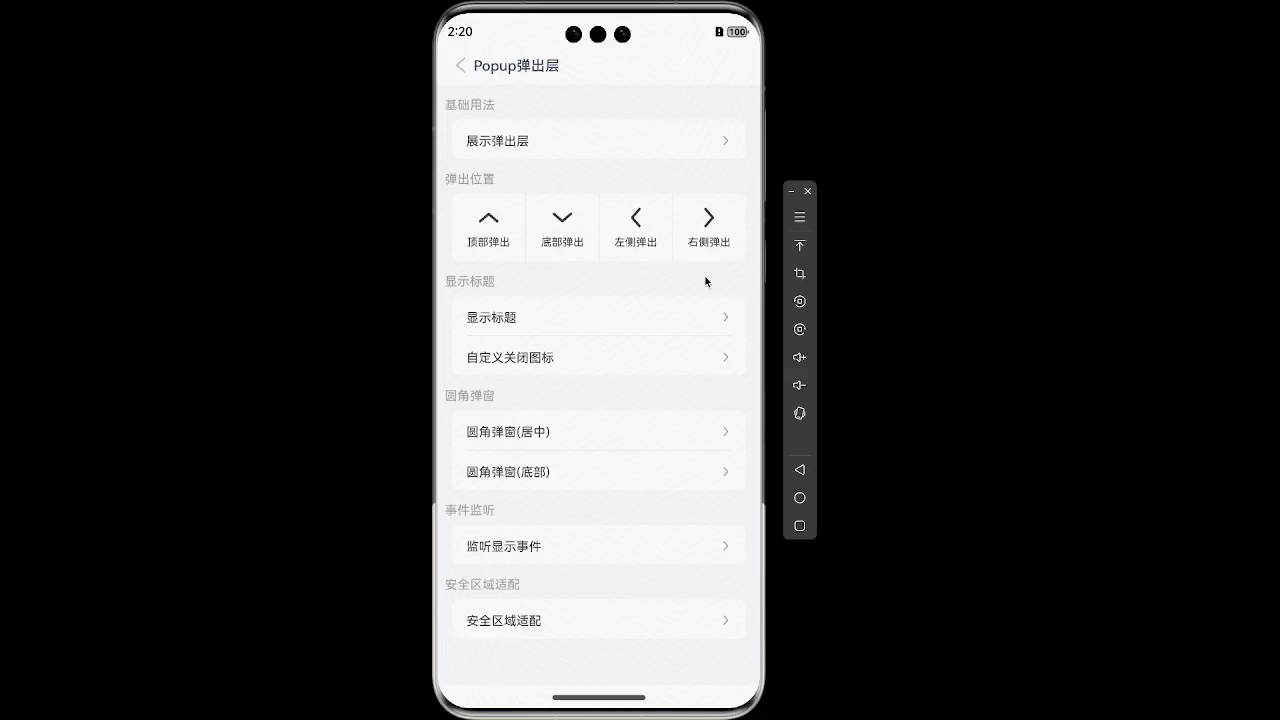 2:20
100
Popup弹出层
基础用法
展示弹出层
弹出位置
顶部弹出 底部弹出 左侧弹出 右侧弹出
显示标题
显示标题
自定义关闭图标
圆角弹窗
圆角弹窗(居中)
圆角弹窗(底部)
事件监听
监听显示事件
安全区域适配
安全区域适配